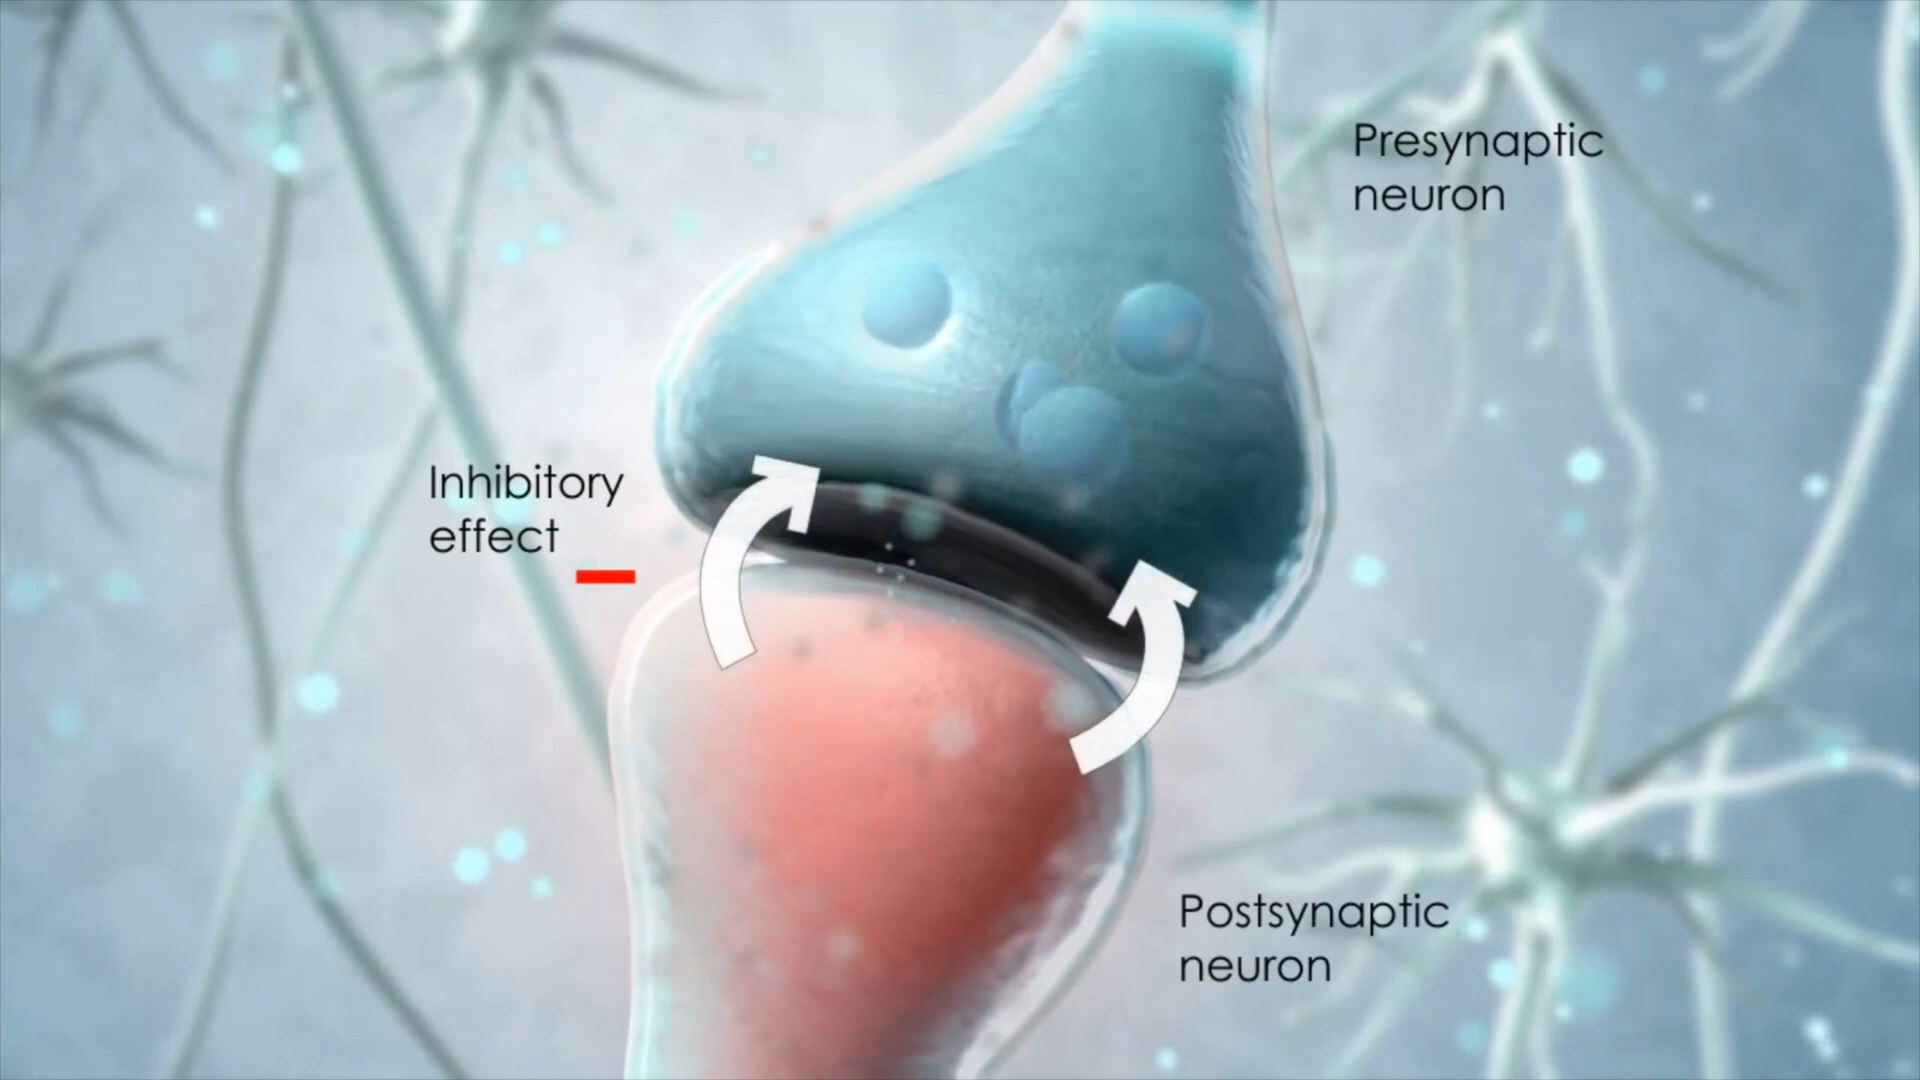 Presynaptic
neuron
Inhibitory
effect
Postsynaptic
neuron